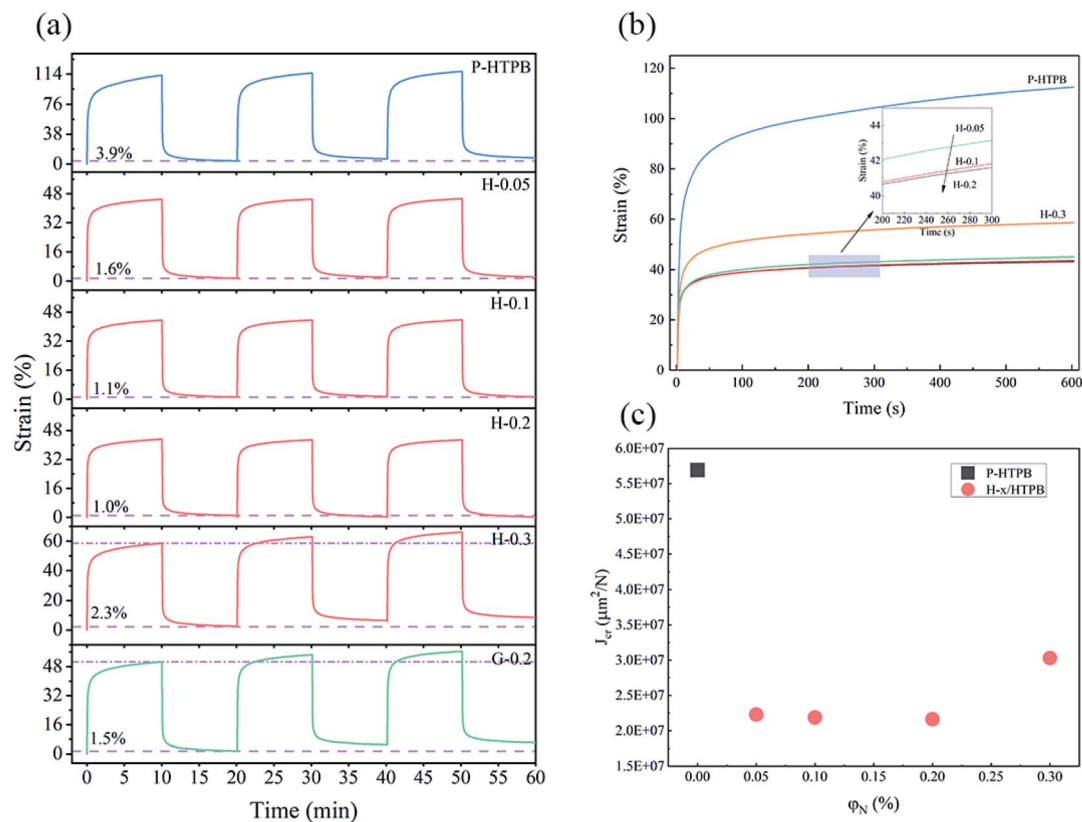 (a)
P-HTPB
114
76
38
0
3.9%
H-0.05
48
32
16
0
1.6%
H-0.1
48
32
16
0
1.1%
H-0.2
48
32
16
0
1.0%
H-0.3
60
40
20
0
2.3%
G-0.2
48
32
16
0
1.5%
Strain (%)
0 5 10 15 20 25 30 35 40 45 50 55 60
Time (min)
(b)
120
100
80
60
40
20
0
Strain (%)
P-HTPB
H-0.3
44
42
40
Strain (%)
H-0.05
H-0.1
H-0.2
200 220 240 260 280 300
Time (s)
0 100 200 300 400 500 600
Time (s)
(c)
6.0E+07
5.5E+07
5.0E+07
4.5E+07
4.0E+07
3.5E+07
3.0E+07
2.5E+07
2.0E+07
1.5E+07
J_cr (μm²/N)
P-HTPB
H-x/HTPB
0.00 0.05 0.10 0.15 0.20 0.25 0.30
φ_N (%)